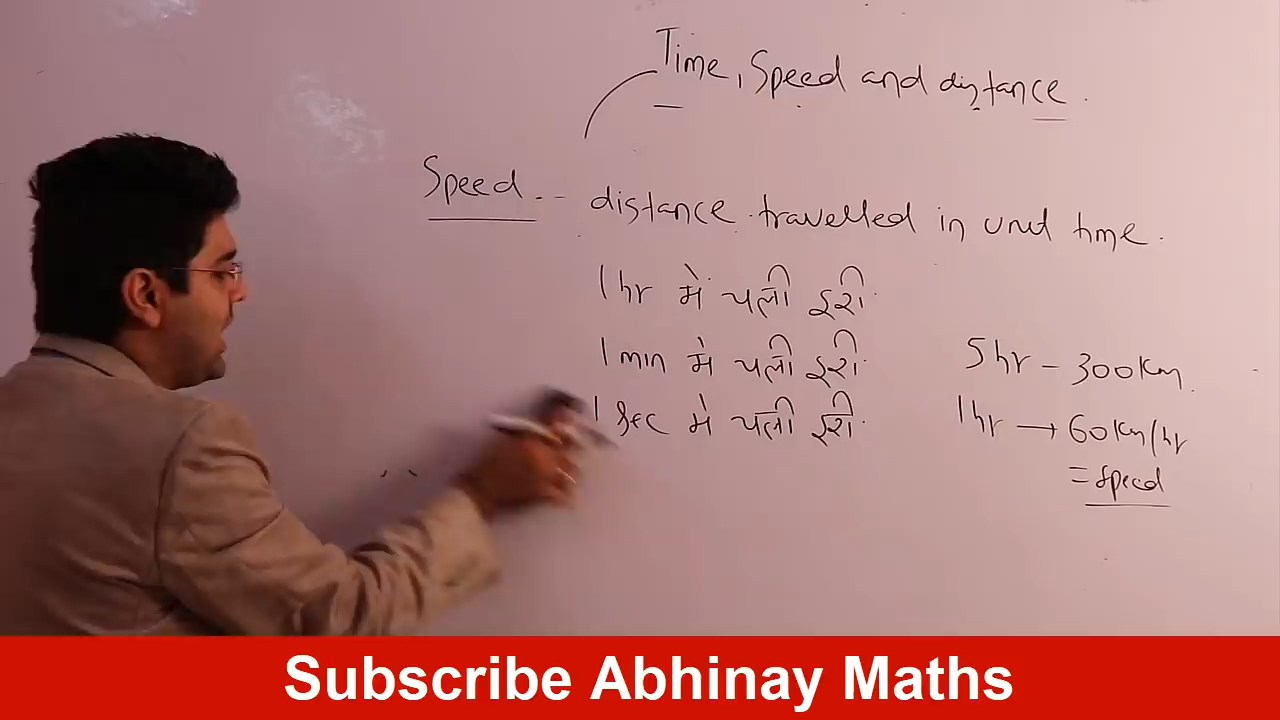 Time, Speed and distance.
Speed -- distance travelled in unit time.
1 hr में चली दूरी
1 min मे चली दूरी
1 sec मे चली दूरी
5 hr - 300 km
1 hr → 60 km/hr
= speed
Subscribe Abhinay Maths